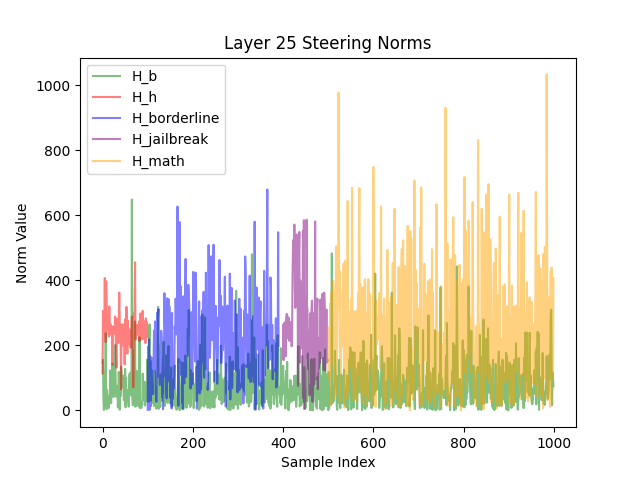 Layer 25 Steering Norms
H_b
H_h
H_borderline
H_jailbreak
H_math
Norm Value
1000
800
600
400
200
0
0 200 400 600 800 1000
Sample Index